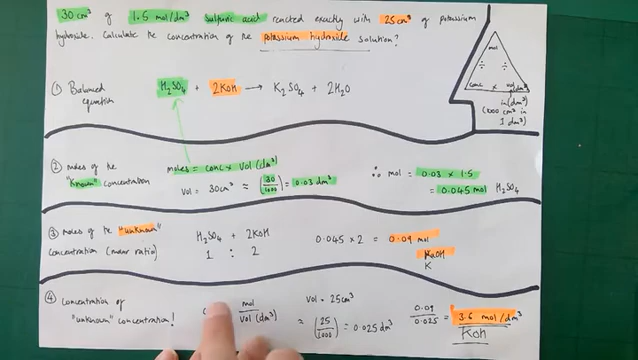 30 cm³ of 1.5 mol/dm³ sulfuric acid reacted exactly with 25 cm³ of potassium
hydroxide. Calculate the concentration of the potassium hydroxide solution?
mol
÷ ÷
conc x vol
in (dm³)
(1000 cm³ in
1 dm³)
① Balanced
equation
H₂SO₄ + 2KOH → K₂SO₄ + 2H₂O
② moles of the
"known" concentration
moles = conc x vol (dm³)
vol = 30cm³ = (30/1000) = 0.03 dm³
∴ mol = 0.03 x 1.5
= 0.045 mol H₂SO₄
③ moles of the "unknown"
concentration (molar ratio)
H₂SO₄ + 2KOH
1 : 2
0.045 x 2 = 0.09 mol
K
④ concentration of
"unknown" concentration!
mol
Vol (dm³)
Vol = 25cm³
= (25/1000) = 0.025 dm³
0.09/0.025 = 3.6 mol/dm³
KOH